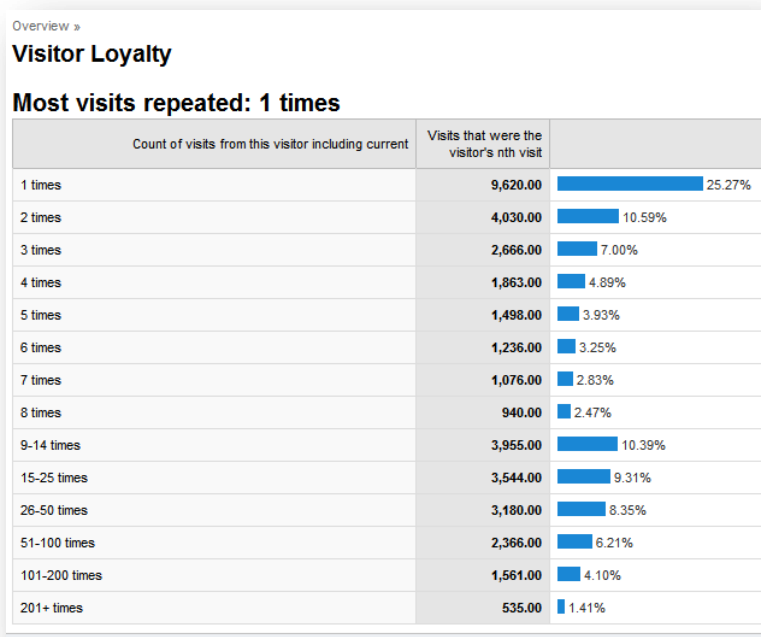 Overview »
Visitor Loyalty
Most visits repeated: 1 times
Count of visits from this visitor including current
Visits that were the
visitor's nth visit
1 times 9,620.00 25.27%
2 times 4,030.00 10.59%
3 times 2,666.00 7.00%
4 times 1,863.00 4.89%
5 times 1,498.00 3.93%
6 times 1,236.00 3.25%
7 times 1,076.00 2.83%
8 times 940.00 2.47%
9-14 times 3,955.00 10.39%
15-25 times 3,544.00 9.31%
26-50 times 3,180.00 8.35%
51-100 times 2,366.00 6.21%
101-200 times 1,561.00 4.10%
201+ times 535.00 1.41%